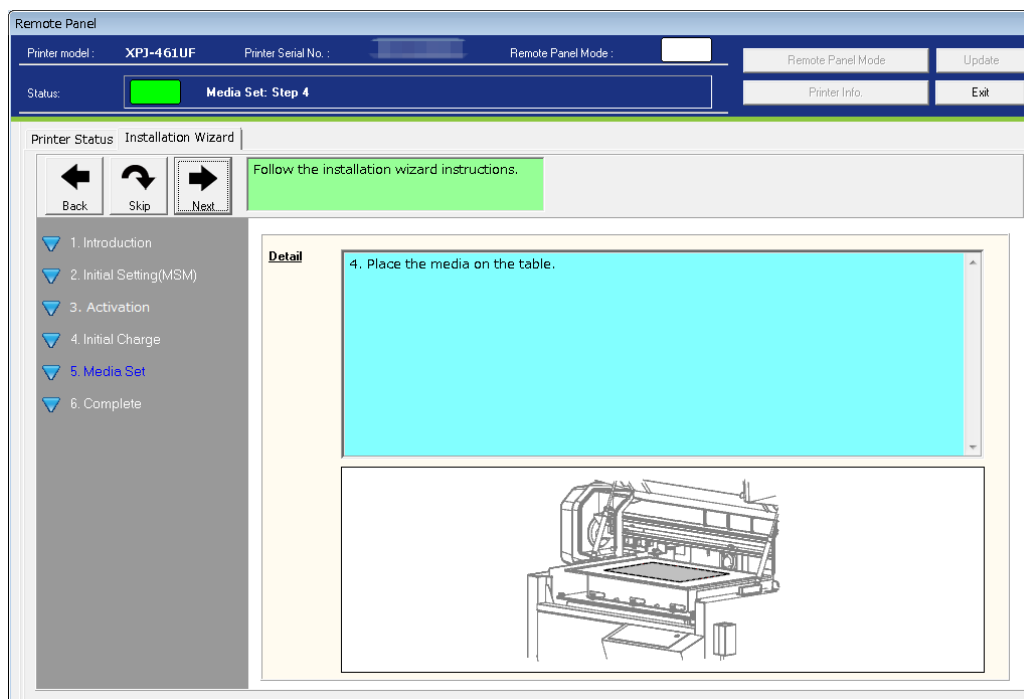 Remote Panel
Printer model : XPJ-461UF Printer Serial No. : Remote Panel Mode :
Remote Panel Mode Update
Status: Media Set: Step 4
Printer Info. Exit
Printer Status Installation Wizard
Follow the installation wizard instructions.
Back Skip Next
1. Introduction
2. Initial Setting(MSM)
3. Activation
4. Initial Charge
5. Media Set
6. Complete
Detail
4. Place the media on the table.